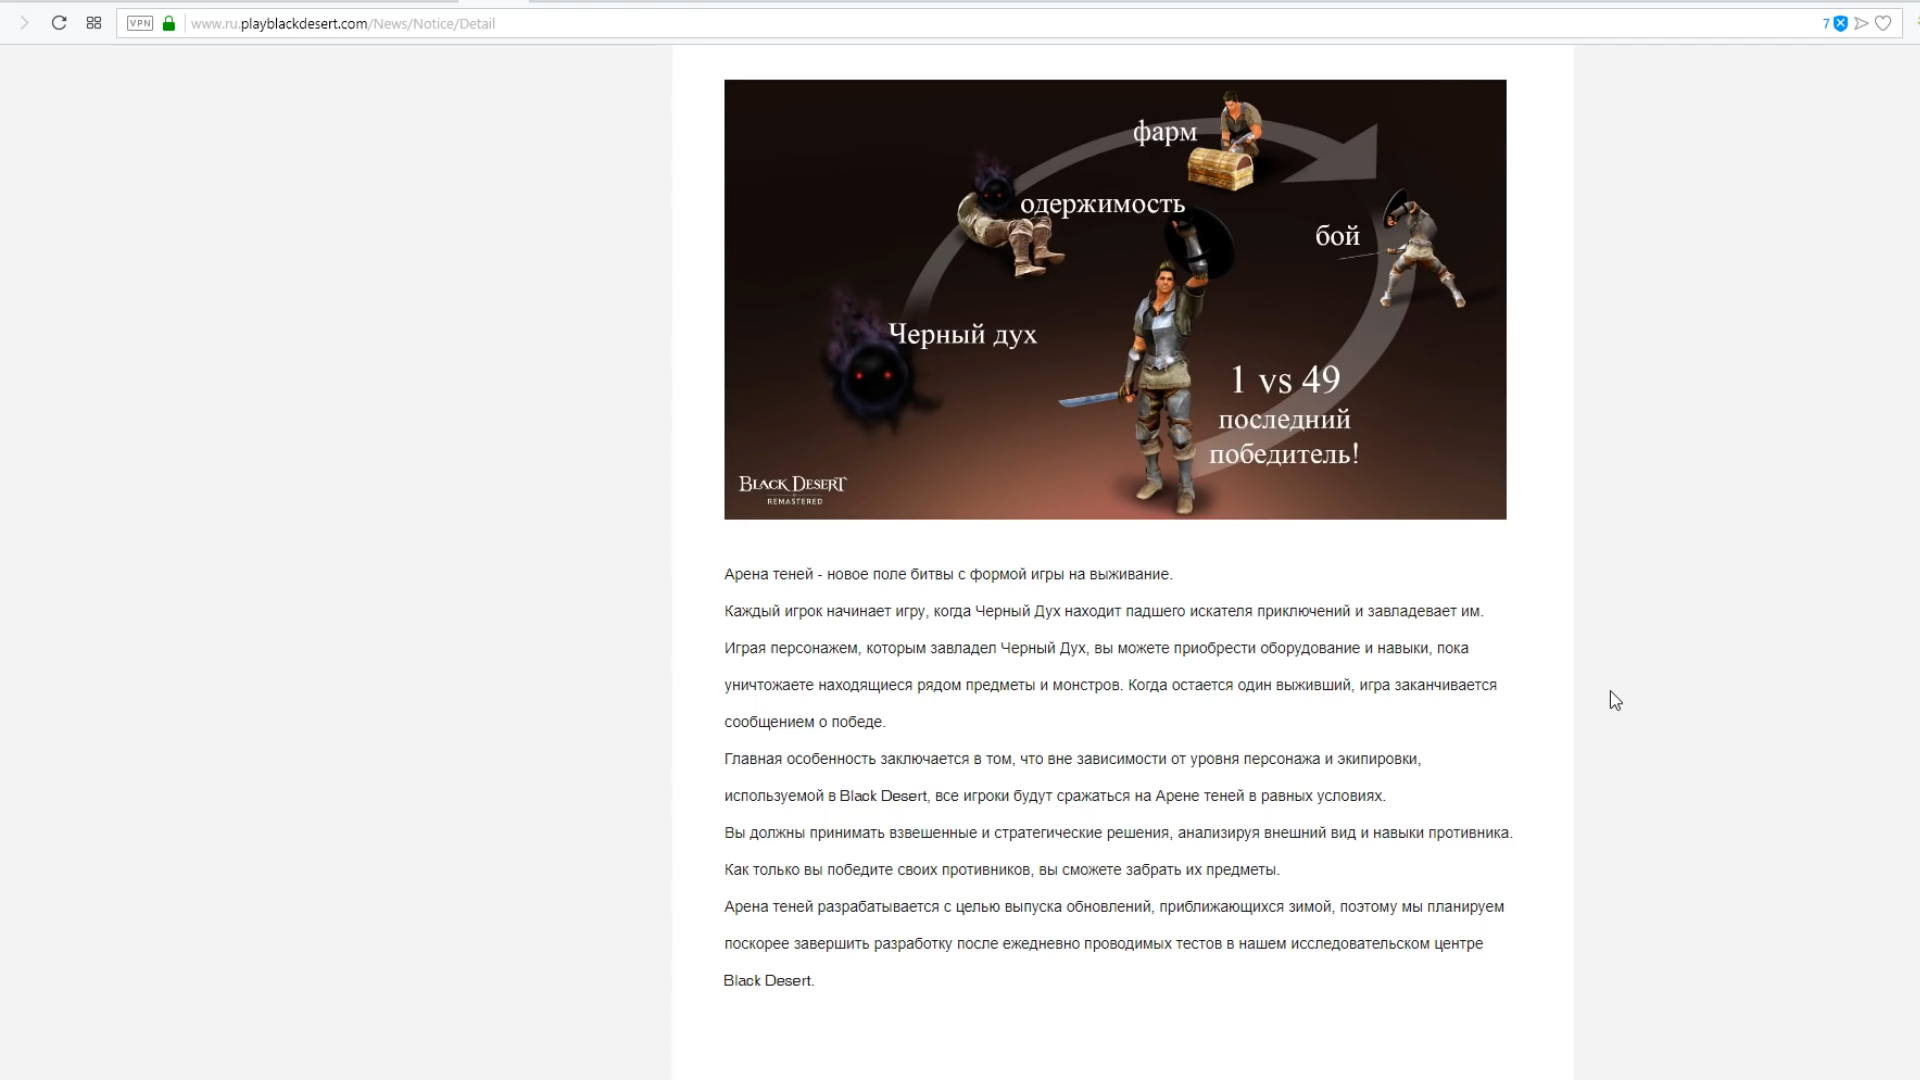 VPN
www.ru.playblackdesert.com/News/Notice/Detail
7
фарм
одержимость
бой
Черный дух
1 vs 49
последний
победитель!
BLACK DESERT
REMASTERED
Арена теней - новое поле битвы с формой игры на выживание.
Каждый игрок начинает игру, когда Черный Дух находит падшего искателя приключений и завладевает им.
Играя персонажем, которым завладел Черный Дух, вы можете приобрести оборудование и навыки, пока
уничтожаете находящиеся рядом предметы и монстров. Когда остается один выживший, игра заканчивается
сообщением о победе.
Главная особенность заключается в том, что вне зависимости от уровня персонажа и экипировки,
используемой в Black Desert, все игроки будут сражаться на Арене теней в равных условиях.
Вы должны принимать взвешенные и стратегические решения, анализируя внешний вид и навыки противника.
Как только вы победите своих противников, вы сможете забрать их предметы.
Арена теней разрабатывается с целью выпуска обновлений, приближающихся зимой, поэтому мы планируем
поскорее завершить разработку после ежедневно проводимых тестов в нашем исследовательском центре
Black Desert.